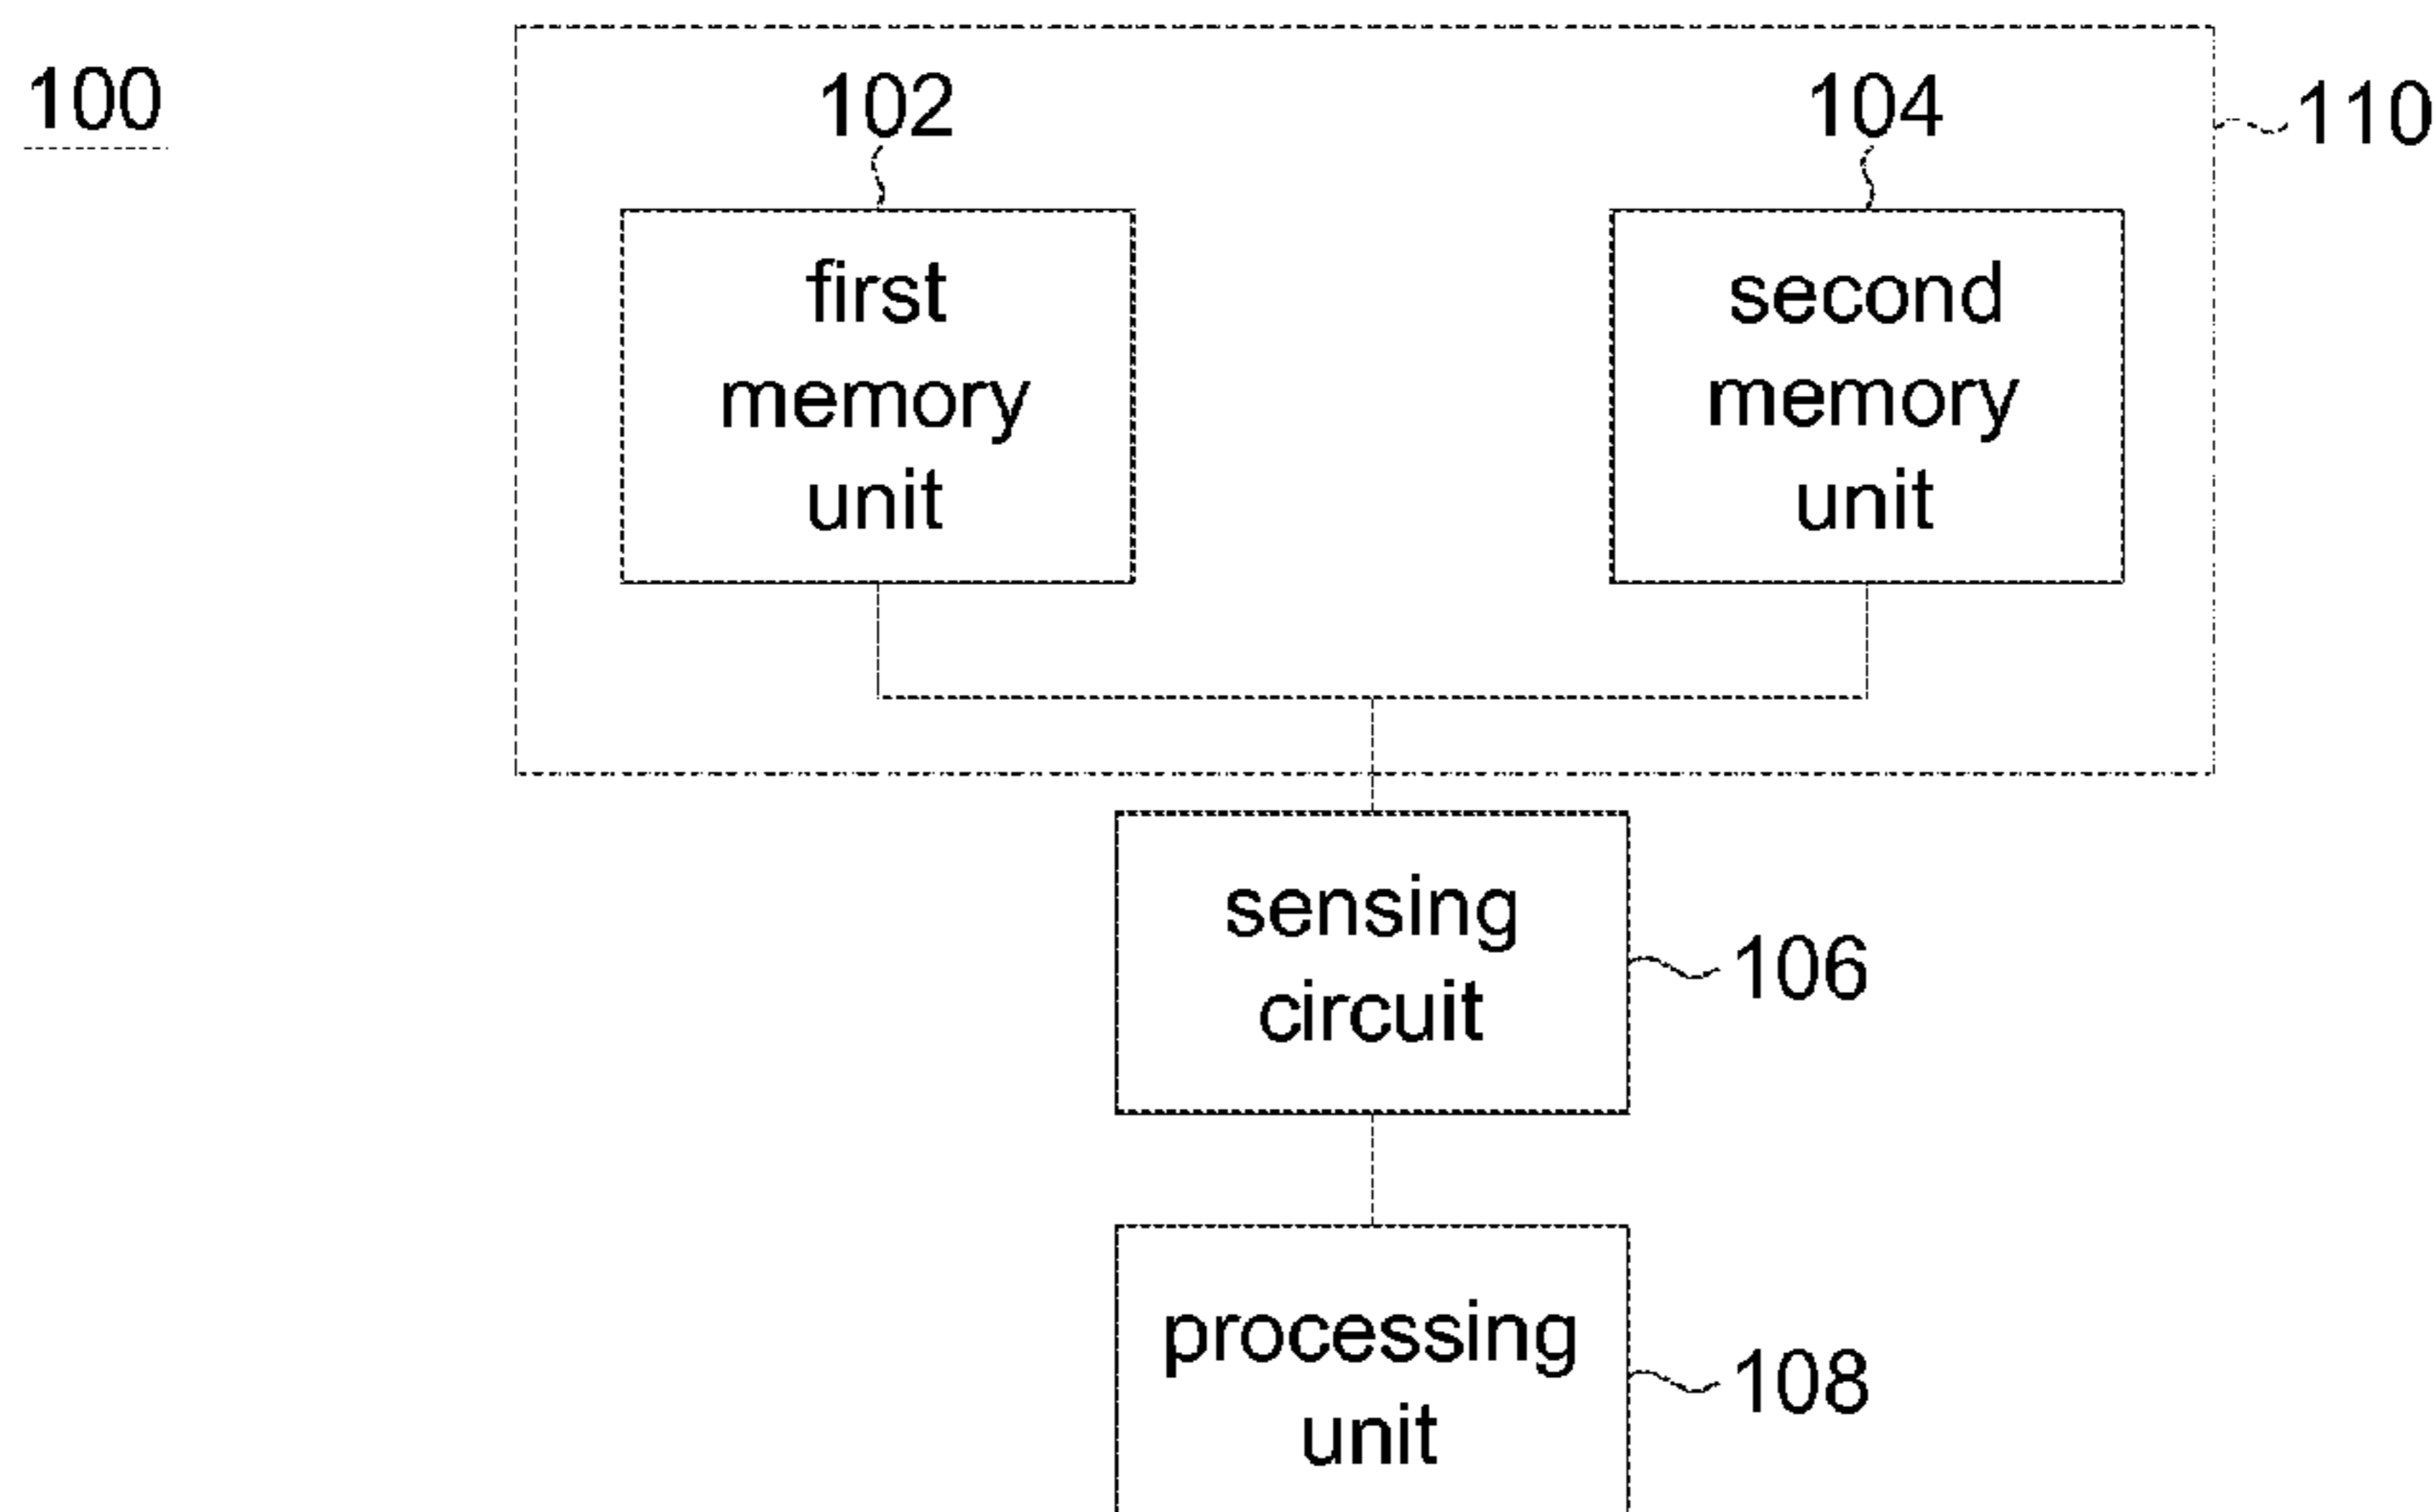 100
102
104
110
first
memory
unit
second
memory
unit
sensing
circuit
106
processing
unit
108